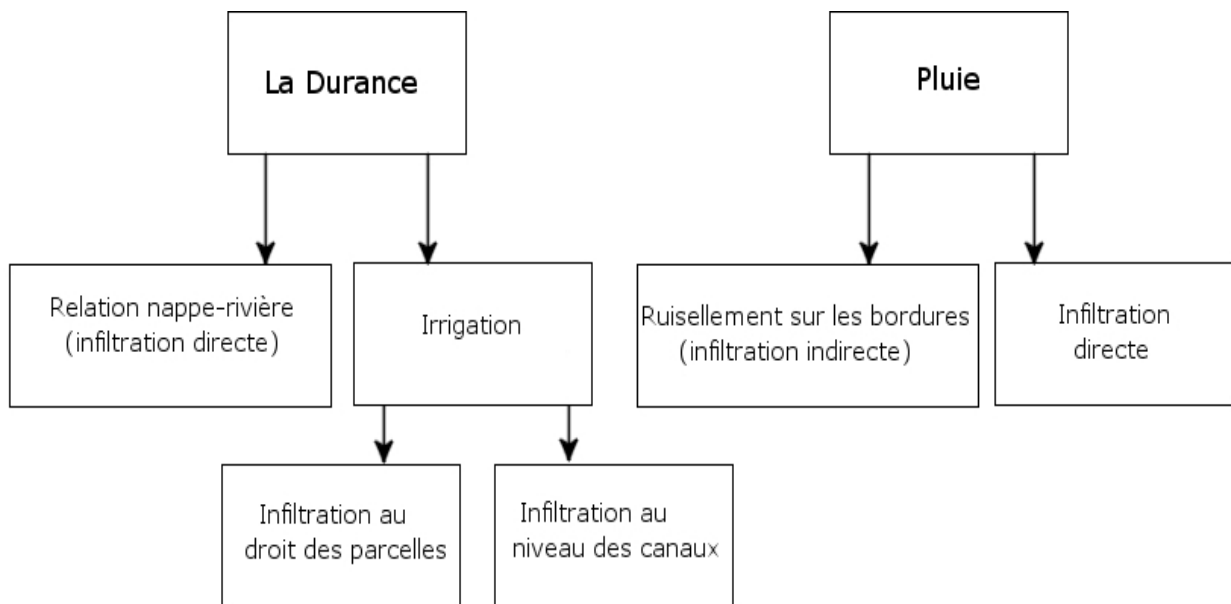 La Durance
Pluie
Relation nappe-rivière
(infiltration directe)
Irrigation
Ruisellement sur les bordures
(infiltration indirecte)
Infiltration
directe
Infiltration au
droit des parcelles
Infiltration au
niveau des canaux